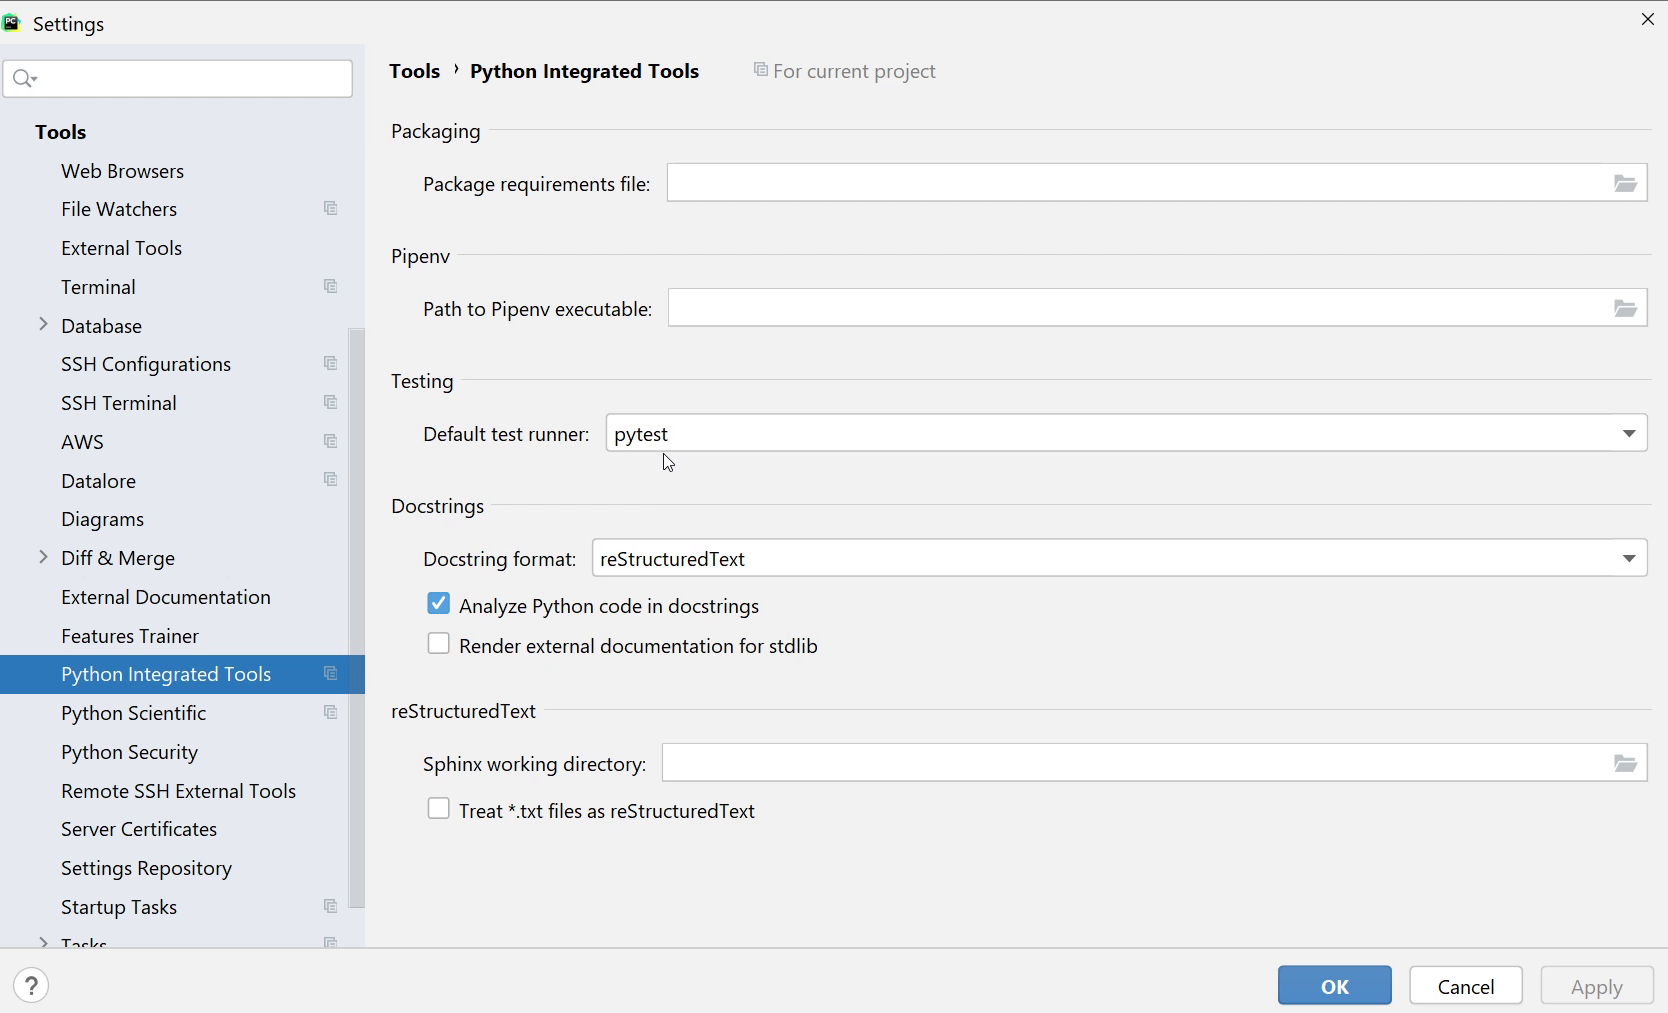 Settings
Tools
Web Browsers
File Watchers
External Tools
Terminal
Database
SSH Configurations
SSH Terminal
AWS
Datalore
Diagrams
Diff & Merge
External Documentation
Features Trainer
Python Integrated Tools
Python Scientific
Python Security
Remote SSH External Tools
Server Certificates
Settings Repository
Startup Tasks
Tasks
Tools › Python Integrated Tools For current project
Packaging
Package requirements file:
Pipenv
Path to Pipenv executable:
Testing
Default test runner: pytest
Docstrings
Docstring format: reStructuredText
Analyze Python code in docstrings
Render external documentation for stdlib
reStructuredText
Sphinx working directory:
Treat *.txt files as reStructuredText
? OK Cancel Apply